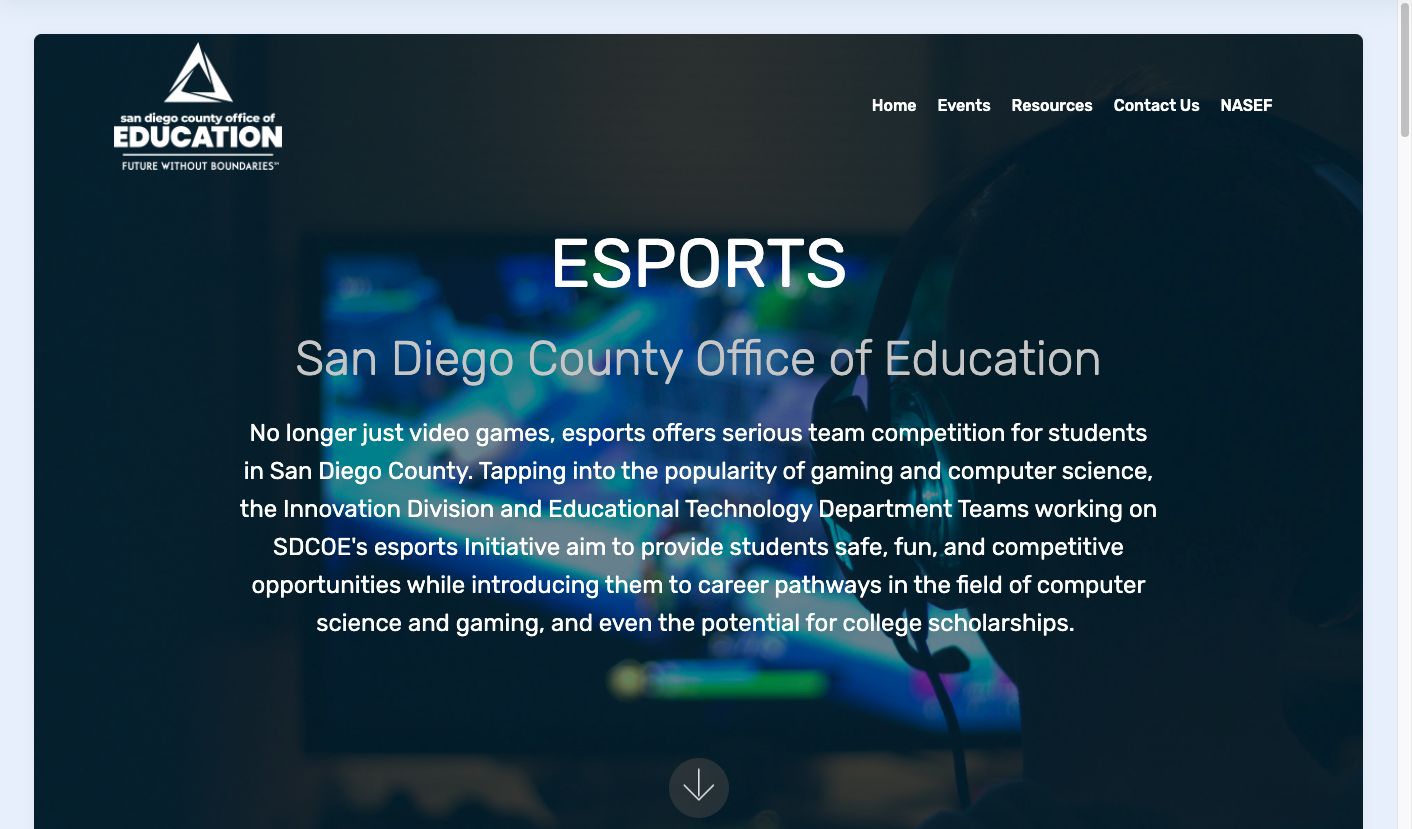 san diego county office of
EDUCATION
FUTURE WITHOUT BOUNDARIES℠
Home Events Resources Contact Us NASEF
ESPORTS
San Diego County Office of Education
No longer just video games, esports offers serious team competition for students
in San Diego County. Tapping into the popularity of gaming and computer science,
the Innovation Division and Educational Technology Department Teams working on
SDCOE's esports Initiative aim to provide students safe, fun, and competitive
opportunities while introducing them to career pathways in the field of computer
science and gaming, and even the potential for college scholarships.